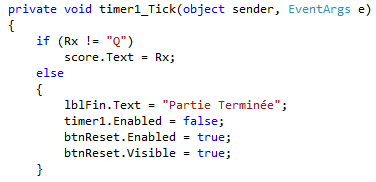 private void timer1_Tick(object sender, EventArgs e)
{
    if (Rx != "Q")
        score.Text = Rx;
    else
    {
        lblFin.Text = "Partie Terminée";
        timer1.Enabled = false;
        btnReset.Enabled = true;
        btnReset.Visible = true;
    }